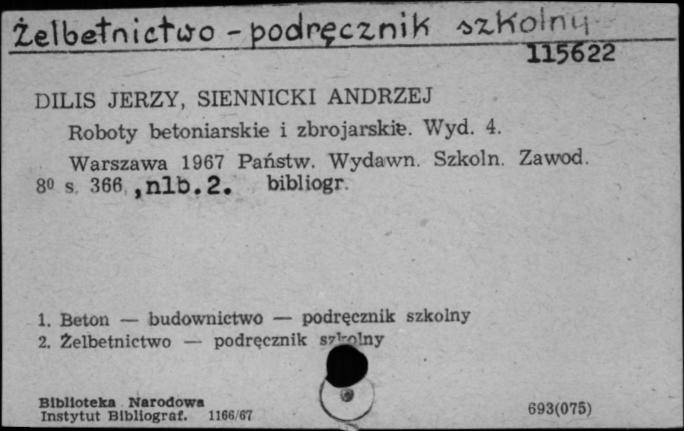 Żelbetnictwo - podręcznik szkolny
115622
DILIS JERZY, SIENNICKI ANDRZEJ
Roboty betoniarskie i zbrojarskie. Wyd. 4.
Warszawa 1967 Państw. Wydawn. Szkoln. Zawod.
8⁰ s. 366, ,nlb.2. bibliogr.
1. Beton — budownictwo — podręcznik szkolny
2. Żelbetnictwo — podręcznik szkolny
Biblioteka Narodowa
Instytut Bibliograf. 1166/67
693(075)